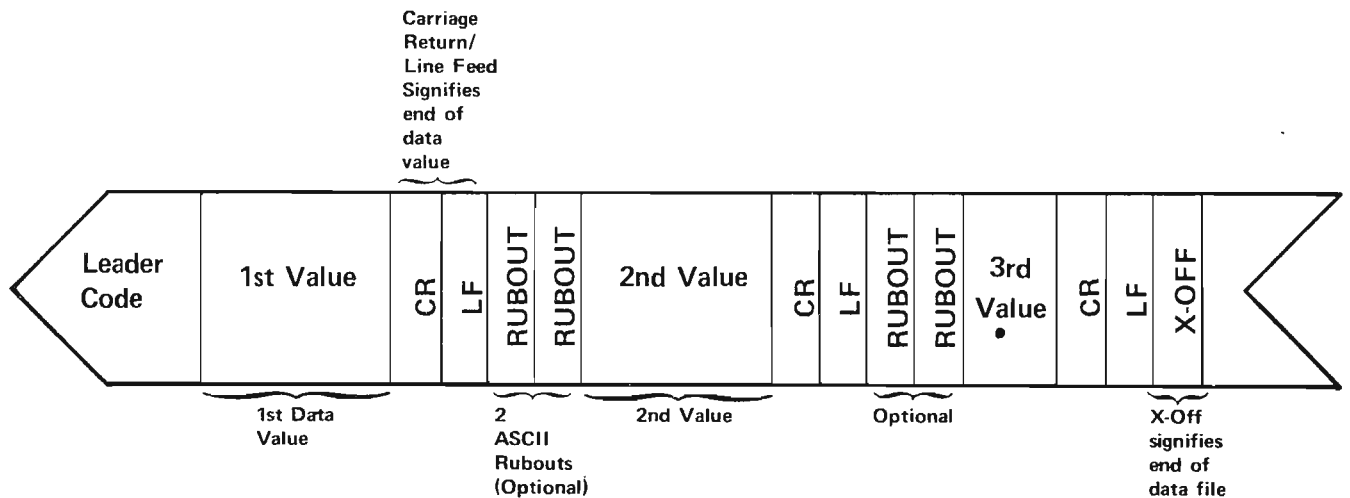 Carriage
Return/
Line Feed
Signifies
end of
data
value
Leader
Code
1st Value
CR
LF
RUBOUT
RUBOUT
2nd Value
CR
LF
RUBOUT
RUBOUT
3rd
Value
CR
LF
X-OFF
1st Data
Value
2
ASCII
Rubouts
(Optional)
2nd Value
Optional
X-Off
signifies
end of
data file